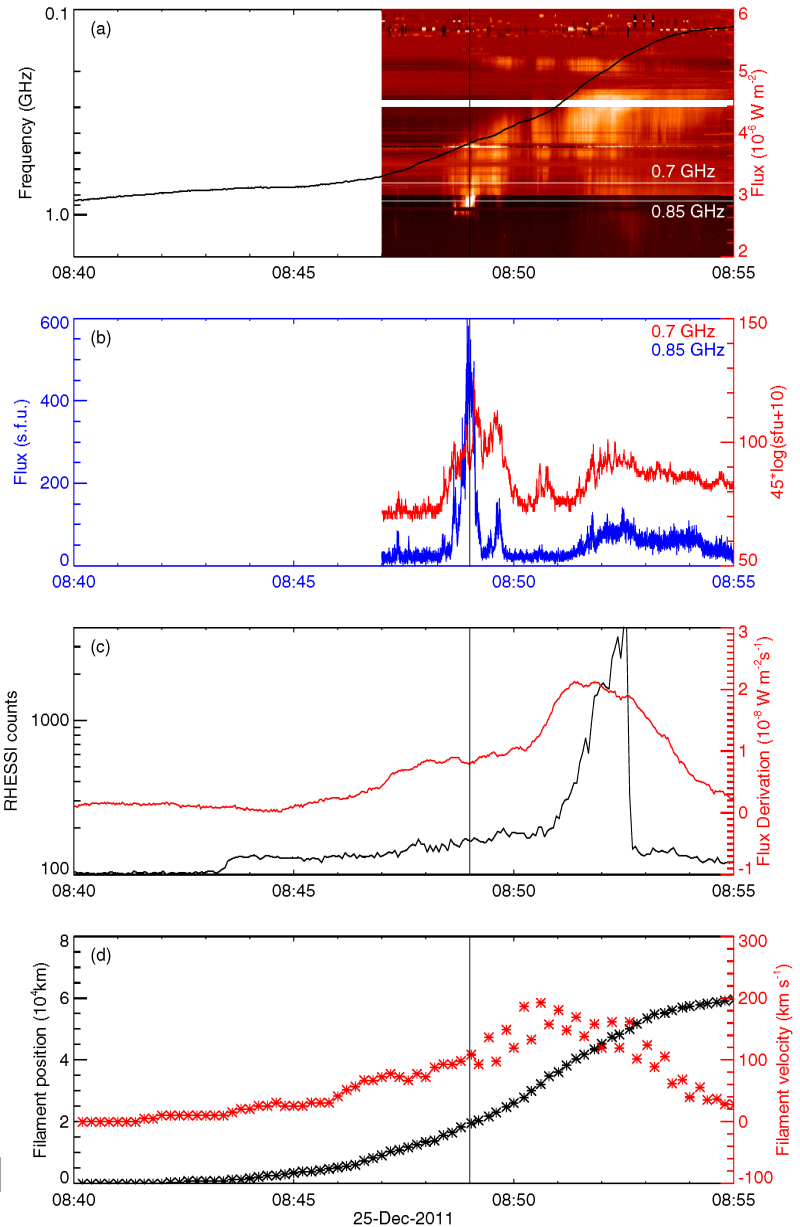 (a)
0.1
1.0
Frequency (GHz)
6
5
4
3
2
Flux (10⁻⁶ W m⁻²)
0.7 GHz
0.85 GHz
08:40 08:45 08:50 08:55
(b)
600
400
200
0
Flux (s.f.u.)
0.7 GHz
0.85 GHz
150
100
50
45*log(sfu+10)
08:40 08:45 08:50 08:55
(c)
1000
100
RHESSI counts
3
2
1
0
-1
Flux Derivation (10⁻⁸ W m⁻²s⁻¹)
08:40 08:45 08:50 08:55
(d)
8
6
4
2
0
Filament position (10⁴km)
300
200
100
0
-100
Filament velocity (km s⁻¹)
08:40 08:45 08:50 08:55
25-Dec-2011